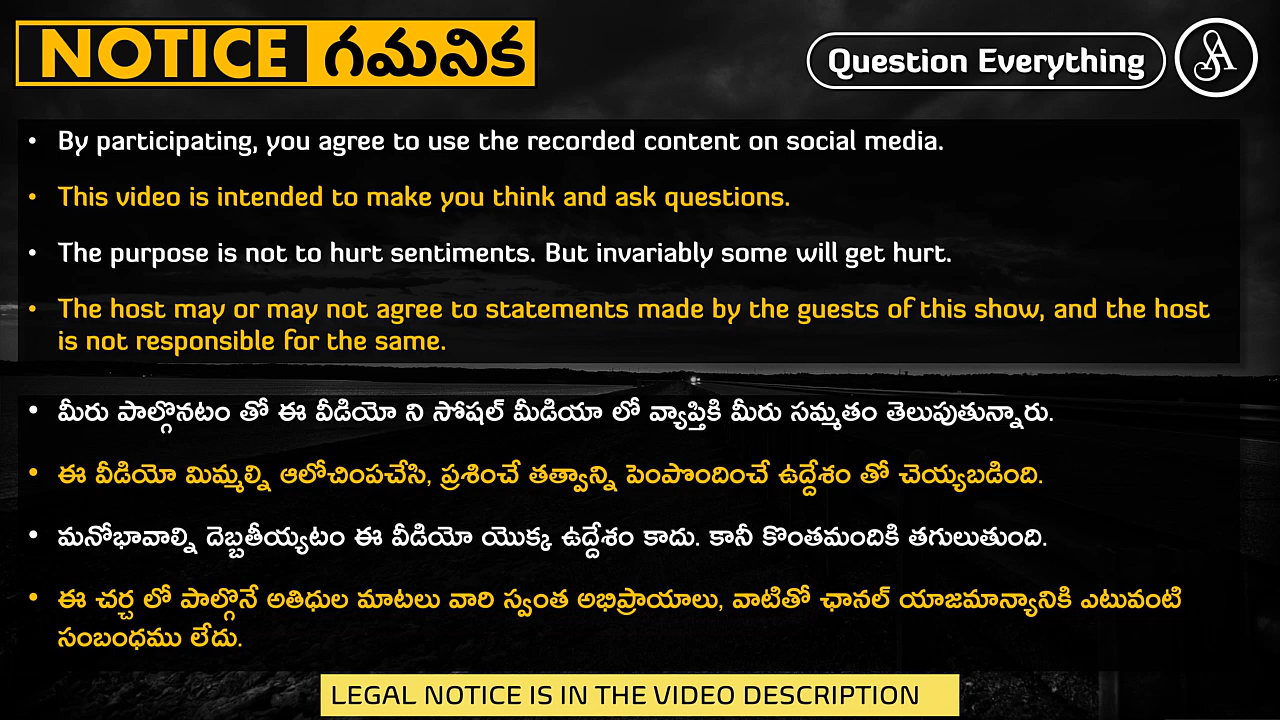 NOTICE గమనిక
Question Everything
• By participating, you agree to use the recorded content on social media.
• This video is intended to make you think and ask questions.
• The purpose is not to hurt sentiments. But invariably some will get hurt.
• The host may or may not agree to statements made by the guests of this show, and the host
is not responsible for the same.
• మీరు పాల్గొనటం తో ఈ వీడియో ని సోషల్ మీడియా లో వ్యాప్తికి మీరు సమ్మతం తెలుపుతున్నారు.
• ఈ వీడియో మిమ్మల్ని ఆలోచింపచేసి, ప్రశించే తత్వాన్ని పెంపొందించే ఉద్దేశం తో చెయ్యబడింది.
• మనోభావాల్ని దెబ్బతీయ్యటం ఈ వీడియో యొక్క ఉద్దేశం కాదు. కానీ కొంతమందికి తగులుతుంది.
• ఈ చర్చ లో పాల్గొనే అతిధుల మాటలు వారి స్వంత అభిప్రాయాలు, వాటితో ఛానల్ యాజమాన్యానికి ఎటువంటి
సంబంధము లేదు.
LEGAL NOTICE IS IN THE VIDEO DESCRIPTION